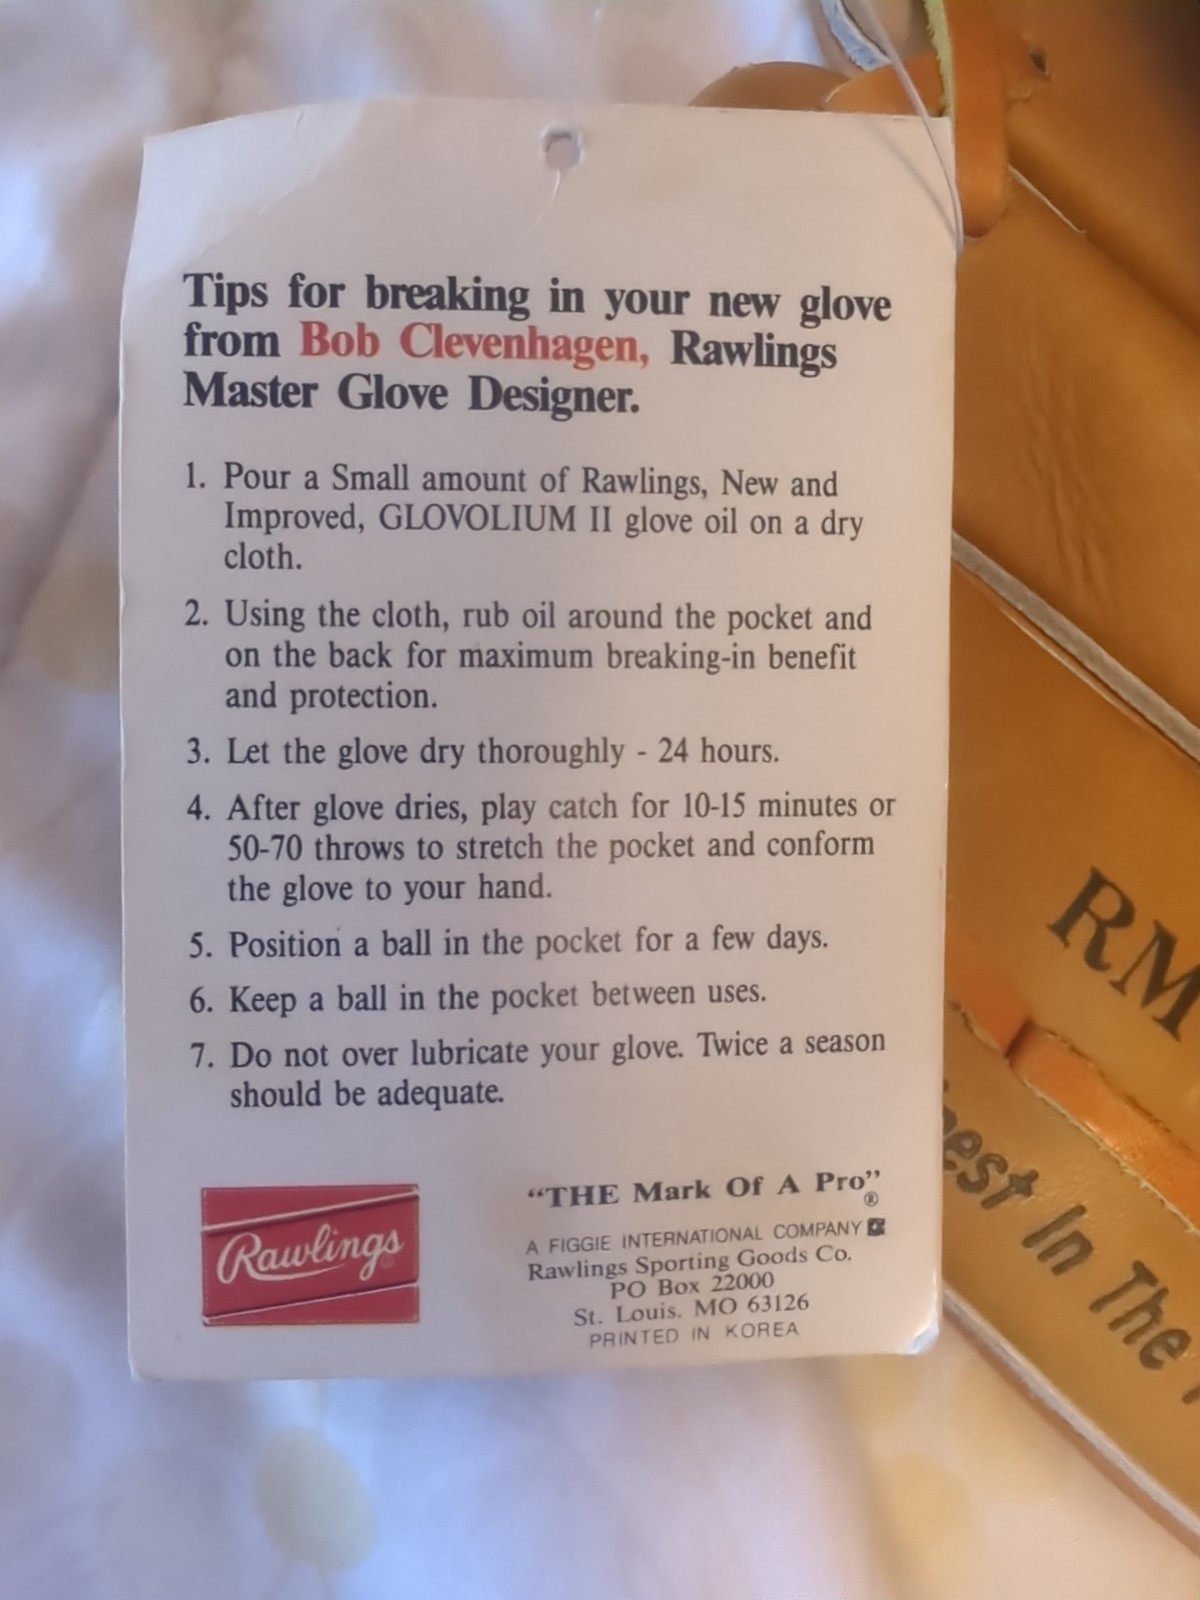 Tips for breaking in your new glove
from Bob Clevenhagen, Rawlings
Master Glove Designer.
1. Pour a Small amount of Rawlings, New and
Improved, GLOVOLIUM II glove oil on a dry
cloth.
2. Using the cloth, rub oil around the pocket and
on the back for maximum breaking-in benefit
and protection.
3. Let the glove dry thoroughly - 24 hours.
4. After glove dries, play catch for 10-15 minutes or
50-70 throws to stretch the pocket and conform
the glove to your hand.
5. Position a ball in the pocket for a few days.
6. Keep a ball in the pocket between uses.
7. Do not over lubricate your glove. Twice a season
should be adequate.
Rawlings®
"THE Mark Of A Pro"®
A FIGGIE INTERNATIONAL COMPANY
Rawlings Sporting Goods Co.
PO Box 22000
St. Louis. MO 63126
PRINTED IN KOREA
RM
In The